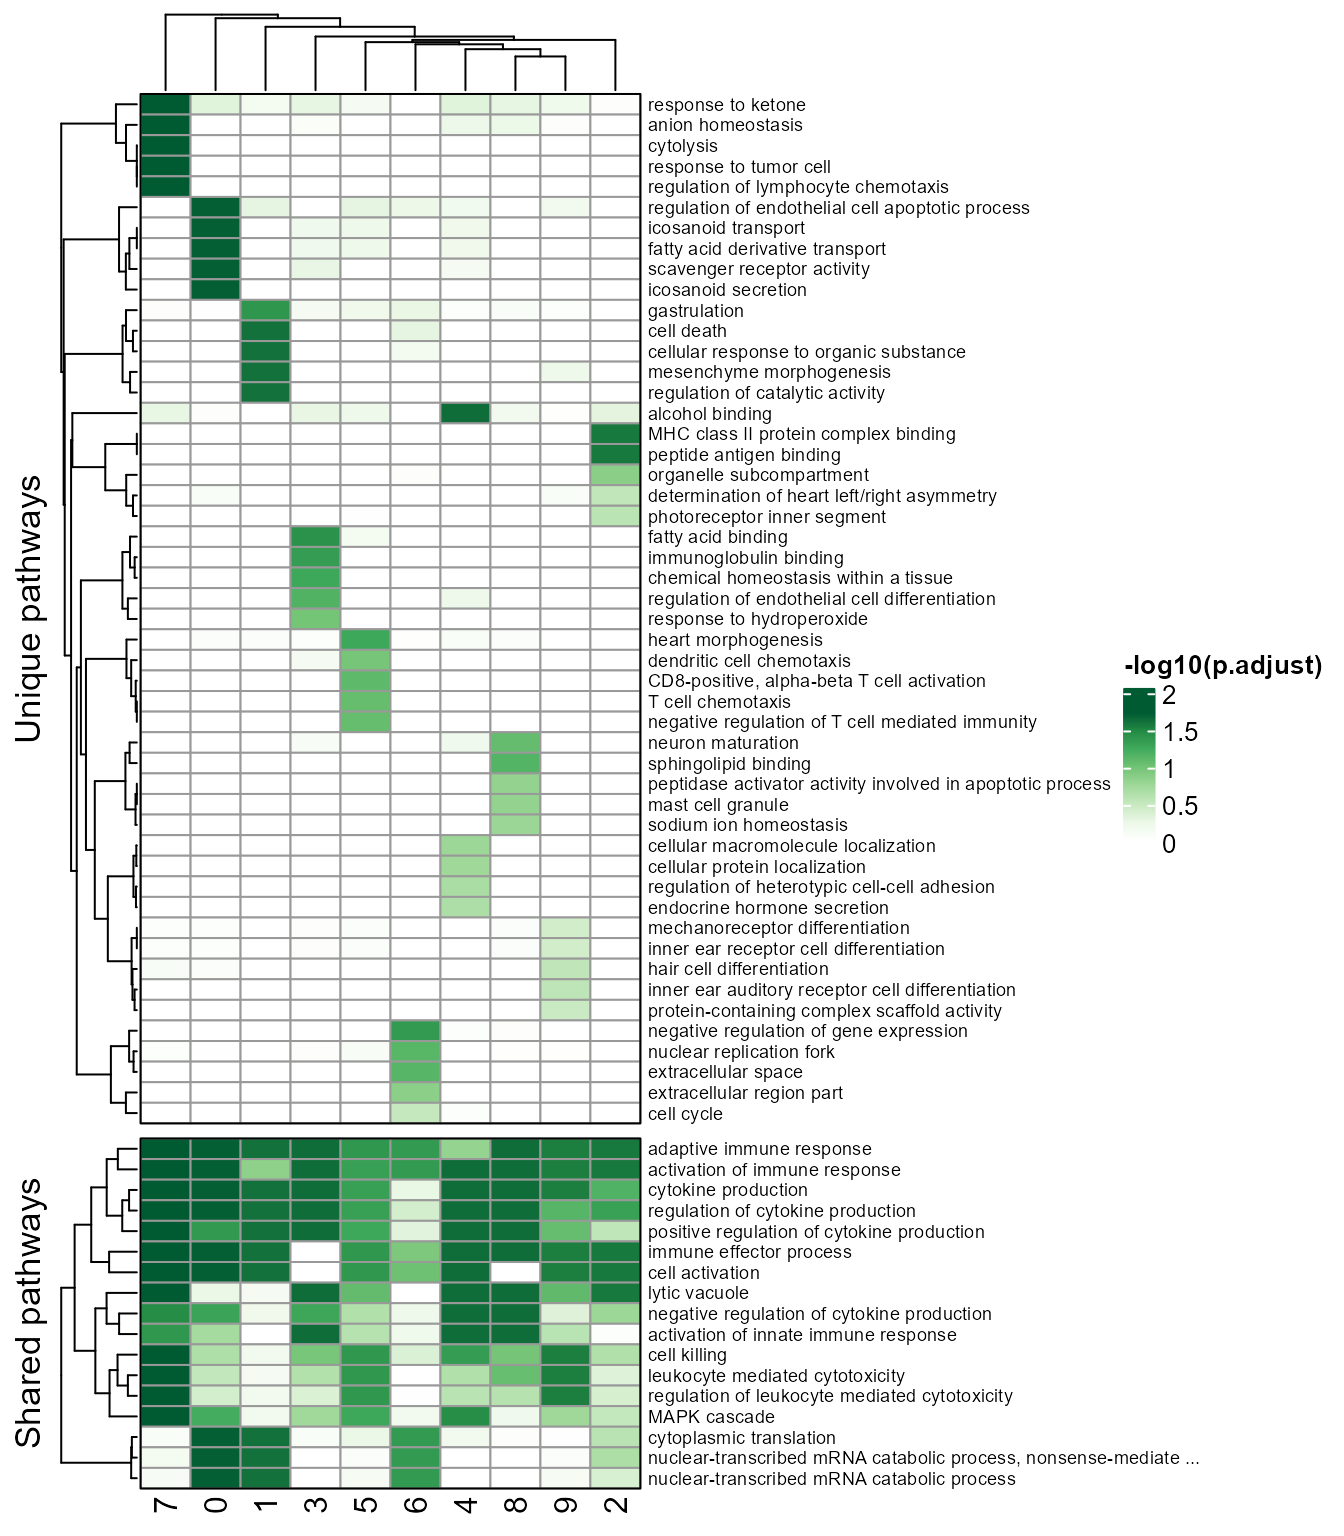 Unique pathways
response to ketone
anion homeostasis
cytolysis
response to tumor cell
regulation of lymphocyte chemotaxis
regulation of endothelial cell apoptotic process
icosanoid transport
fatty acid derivative transport
scavenger receptor activity
icosanoid secretion
gastrulation
cell death
cellular response to organic substance
mesenchyme morphogenesis
regulation of catalytic activity
alcohol binding
MHC class II protein complex binding
peptide antigen binding
organelle subcompartment
determination of heart left/right asymmetry
photoreceptor inner segment
fatty acid binding
immunoglobulin binding
chemical homeostasis within a tissue
regulation of endothelial cell differentiation
response to hydroperoxide
heart morphogenesis
dendritic cell chemotaxis
CD8-positive, alpha-beta T cell activation
T cell chemotaxis
negative regulation of T cell mediated immunity
neuron maturation
sphingolipid binding
peptidase activator activity involved in apoptotic process
mast cell granule
sodium ion homeostasis
cellular macromolecule localization
cellular protein localization
regulation of heterotypic cell-cell adhesion
endocrine hormone secretion
mechanoreceptor differentiation
inner ear receptor cell differentiation
hair cell differentiation
inner ear auditory receptor cell differentiation
protein-containing complex scaffold activity
negative regulation of gene expression
nuclear replication fork
extracellular space
extracellular region part
cell cycle
-log10(p.adjust)
2
1.5
1
0.5
0
Shared pathways
adaptive immune response
activation of immune response
cytokine production
regulation of cytokine production
positive regulation of cytokine production
immune effector process
cell activation
lytic vacuole
negative regulation of cytokine production
activation of innate immune response
cell killing
leukocyte mediated cytotoxicity
regulation of leukocyte mediated cytotoxicity
MAPK cascade
cytoplasmic translation
nuclear-transcribed mRNA catabolic process, nonsense-mediate ...
nuclear-transcribed mRNA catabolic process
7 0 1 3 5 6 4 8 9 2